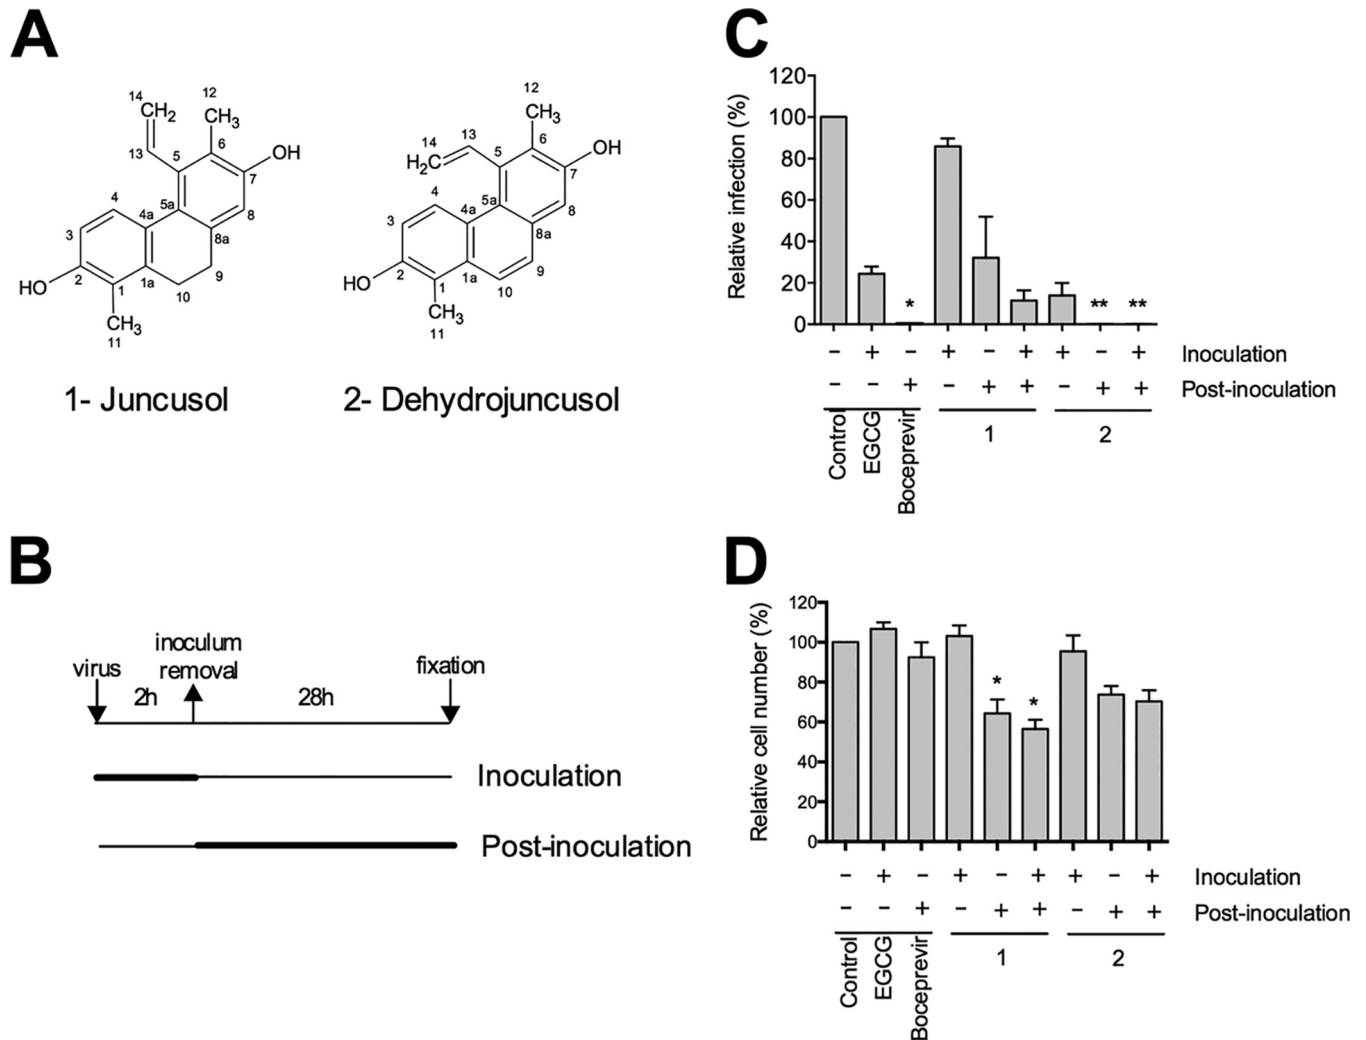 A
14
CH2
12
CH3
13
5
6
OH
7
4
5a
8
3
4a
8a
HO
2
1
1a
9
10
CH3
11
12
CH3
14
13
H2C
5
6
OH
7
4
5a
8
3
4a
8a
HO
2
1
1a
9
10
CH3
11
1- Juncusol
2- Dehydrojuncusol
B
virus
inoculum
removal
fixation
2h
28h
Inoculation
Post-inoculation
C
Relative infection (%)
120
100
80
60
40
20
0
* ** **
− + − + − + + − + Inoculation
− − + − + + − + + Post-inoculation
Control
EGCG
Boceprevir
1
2
D
Relative cell number (%)
120
100
80
60
40
20
0
* *
− + − + − + + − + Inoculation
− − + − + + − + + Post-inoculation
Control
EGCG
Boceprevir
1
2